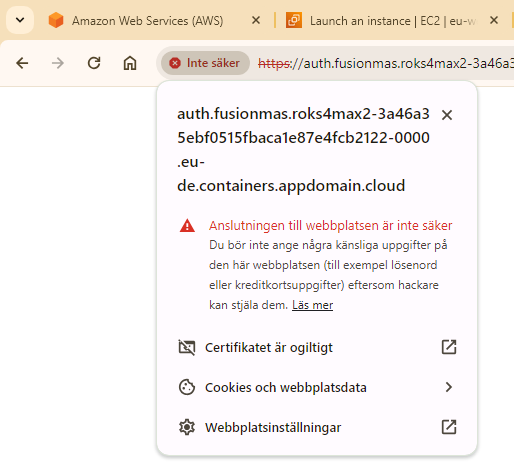 Amazon Web Services (AWS)
Launch an instance | EC2 | eu-w
Inte säker
https://auth.fusionmas.roks4max2-3a46a3
auth.fusionmas.roks4max2-3a46a3
5ebf0515fbaca1e87e4fcb2122-0000
.eu-
de.containers.appdomain.cloud
Anslutningen till webbplatsen är inte säker
Du bör inte ange några känsliga uppgifter på
den här webbplatsen (till exempel lösenord
eller kreditkortsuppgifter) eftersom hackare
kan stjäla dem. Läs mer
Certifikatet är ogiltigt
Cookies och webbplatsdata
Webbplatsinställningar